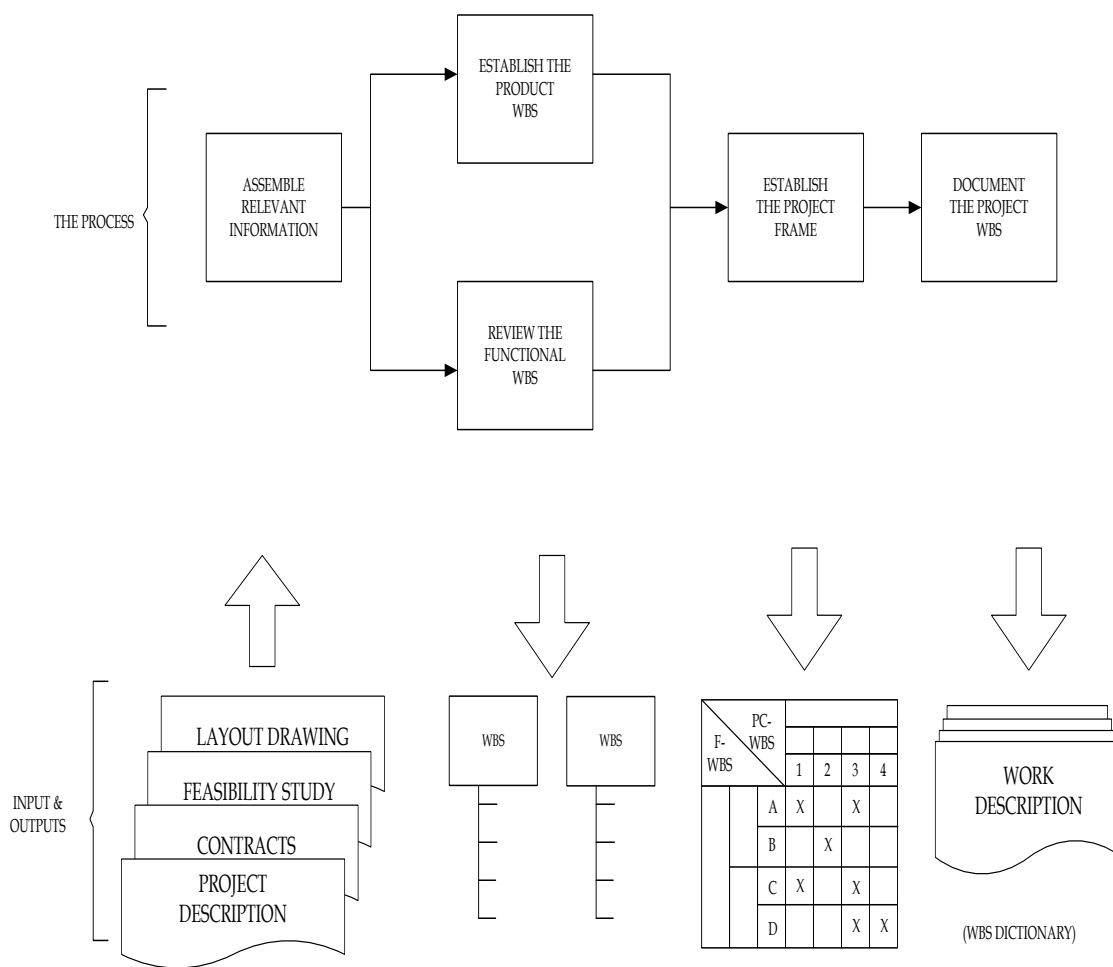 ESTABLISH THE
PRODUCT
WBS
THE PROCESS
ASSEMBLE
RELEVANT
INFORMATION
ESTABLISH
THE PROJECT
FRAME
DOCUMENT
THE PROJECT
WBS
REVIEW THE
FUNCTIONAL
WBS
INPUT &
OUTPUTS
LAYOUT DRAWING
FEASIBILITY STUDY
CONTRACTS
PROJECT
DESCRIPTION
WBS
WBS
PC-
WBS
F-
WBS
1 2 3 4
A X X
B X
C X X
D X X
WORK
DESCRIPTION
(WBS DICTIONARY)